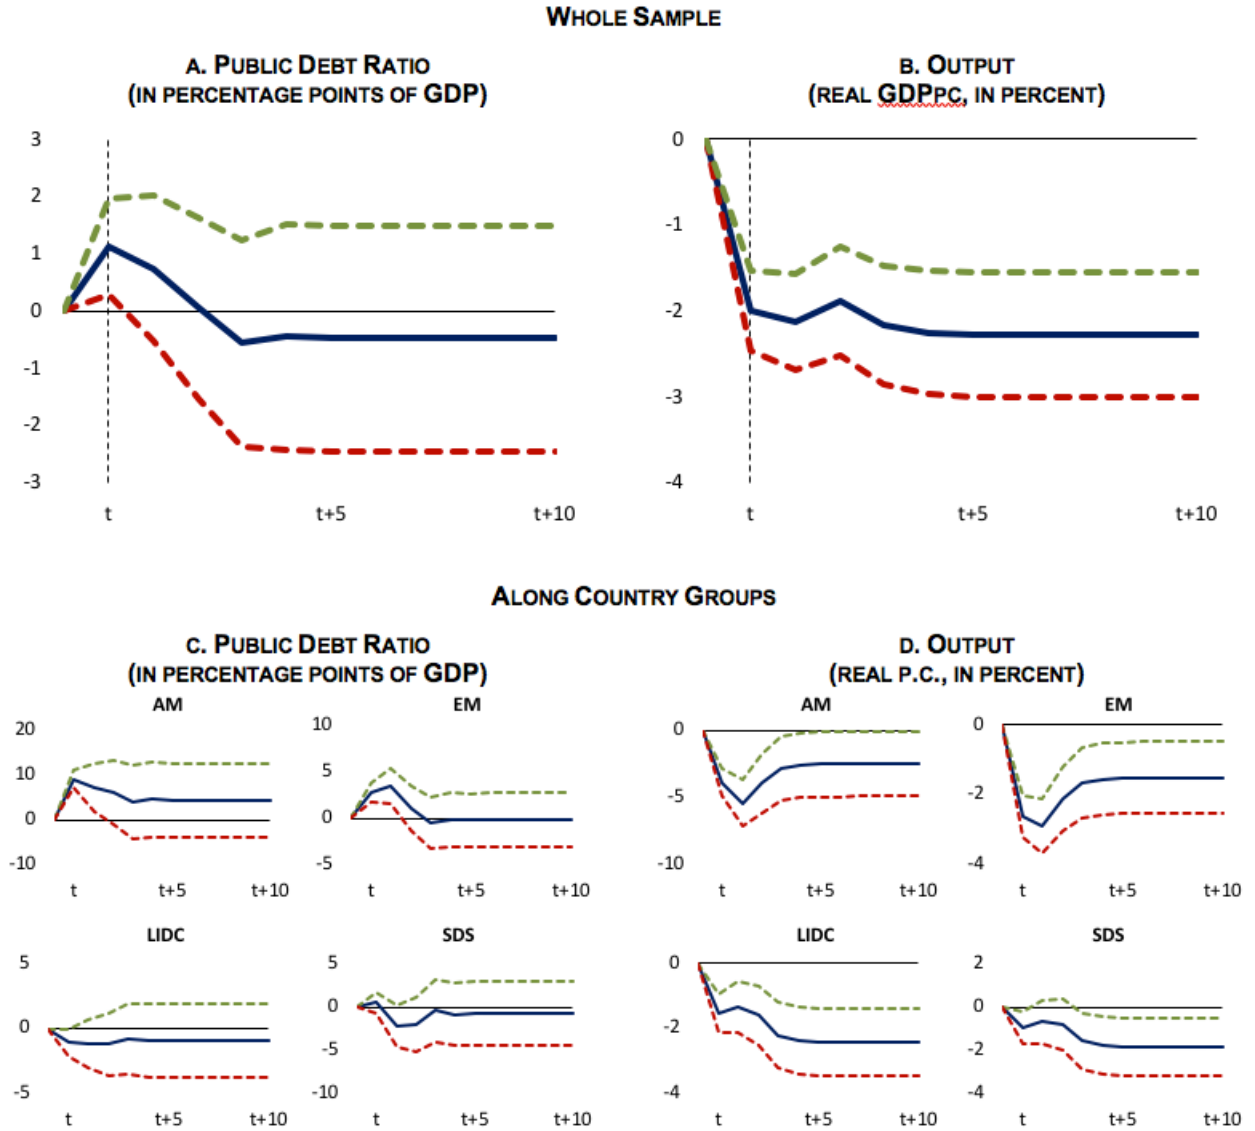 WHOLE SAMPLE
A. PUBLIC DEBT RATIO
(IN PERCENTAGE POINTS OF GDP)
B. OUTPUT
(REAL GDPPC, IN PERCENT)
3
2
1
0
-1
-2
-3
t
t+5
t+10
0
-1
-2
-3
-4
t
t+5
t+10
ALONG COUNTRY GROUPS
C. PUBLIC DEBT RATIO
(IN PERCENTAGE POINTS OF GDP)
D. OUTPUT
(REAL P.C., IN PERCENT)
AM
20
10
0
-10
t
t+5
t+10
EM
10
5
0
-5
t
t+5
t+10
AM
0
-5
-10
t
t+5
t+10
EM
0
-2
-4
t
t+5
t+10
LIDC
5
0
-5
t
t+5
t+10
SDS
5
0
-5
-10
t
t+5
t+10
LIDC
0
-2
-4
t
t+5
t+10
SDS
2
0
-2
-4
t
t+5
t+10